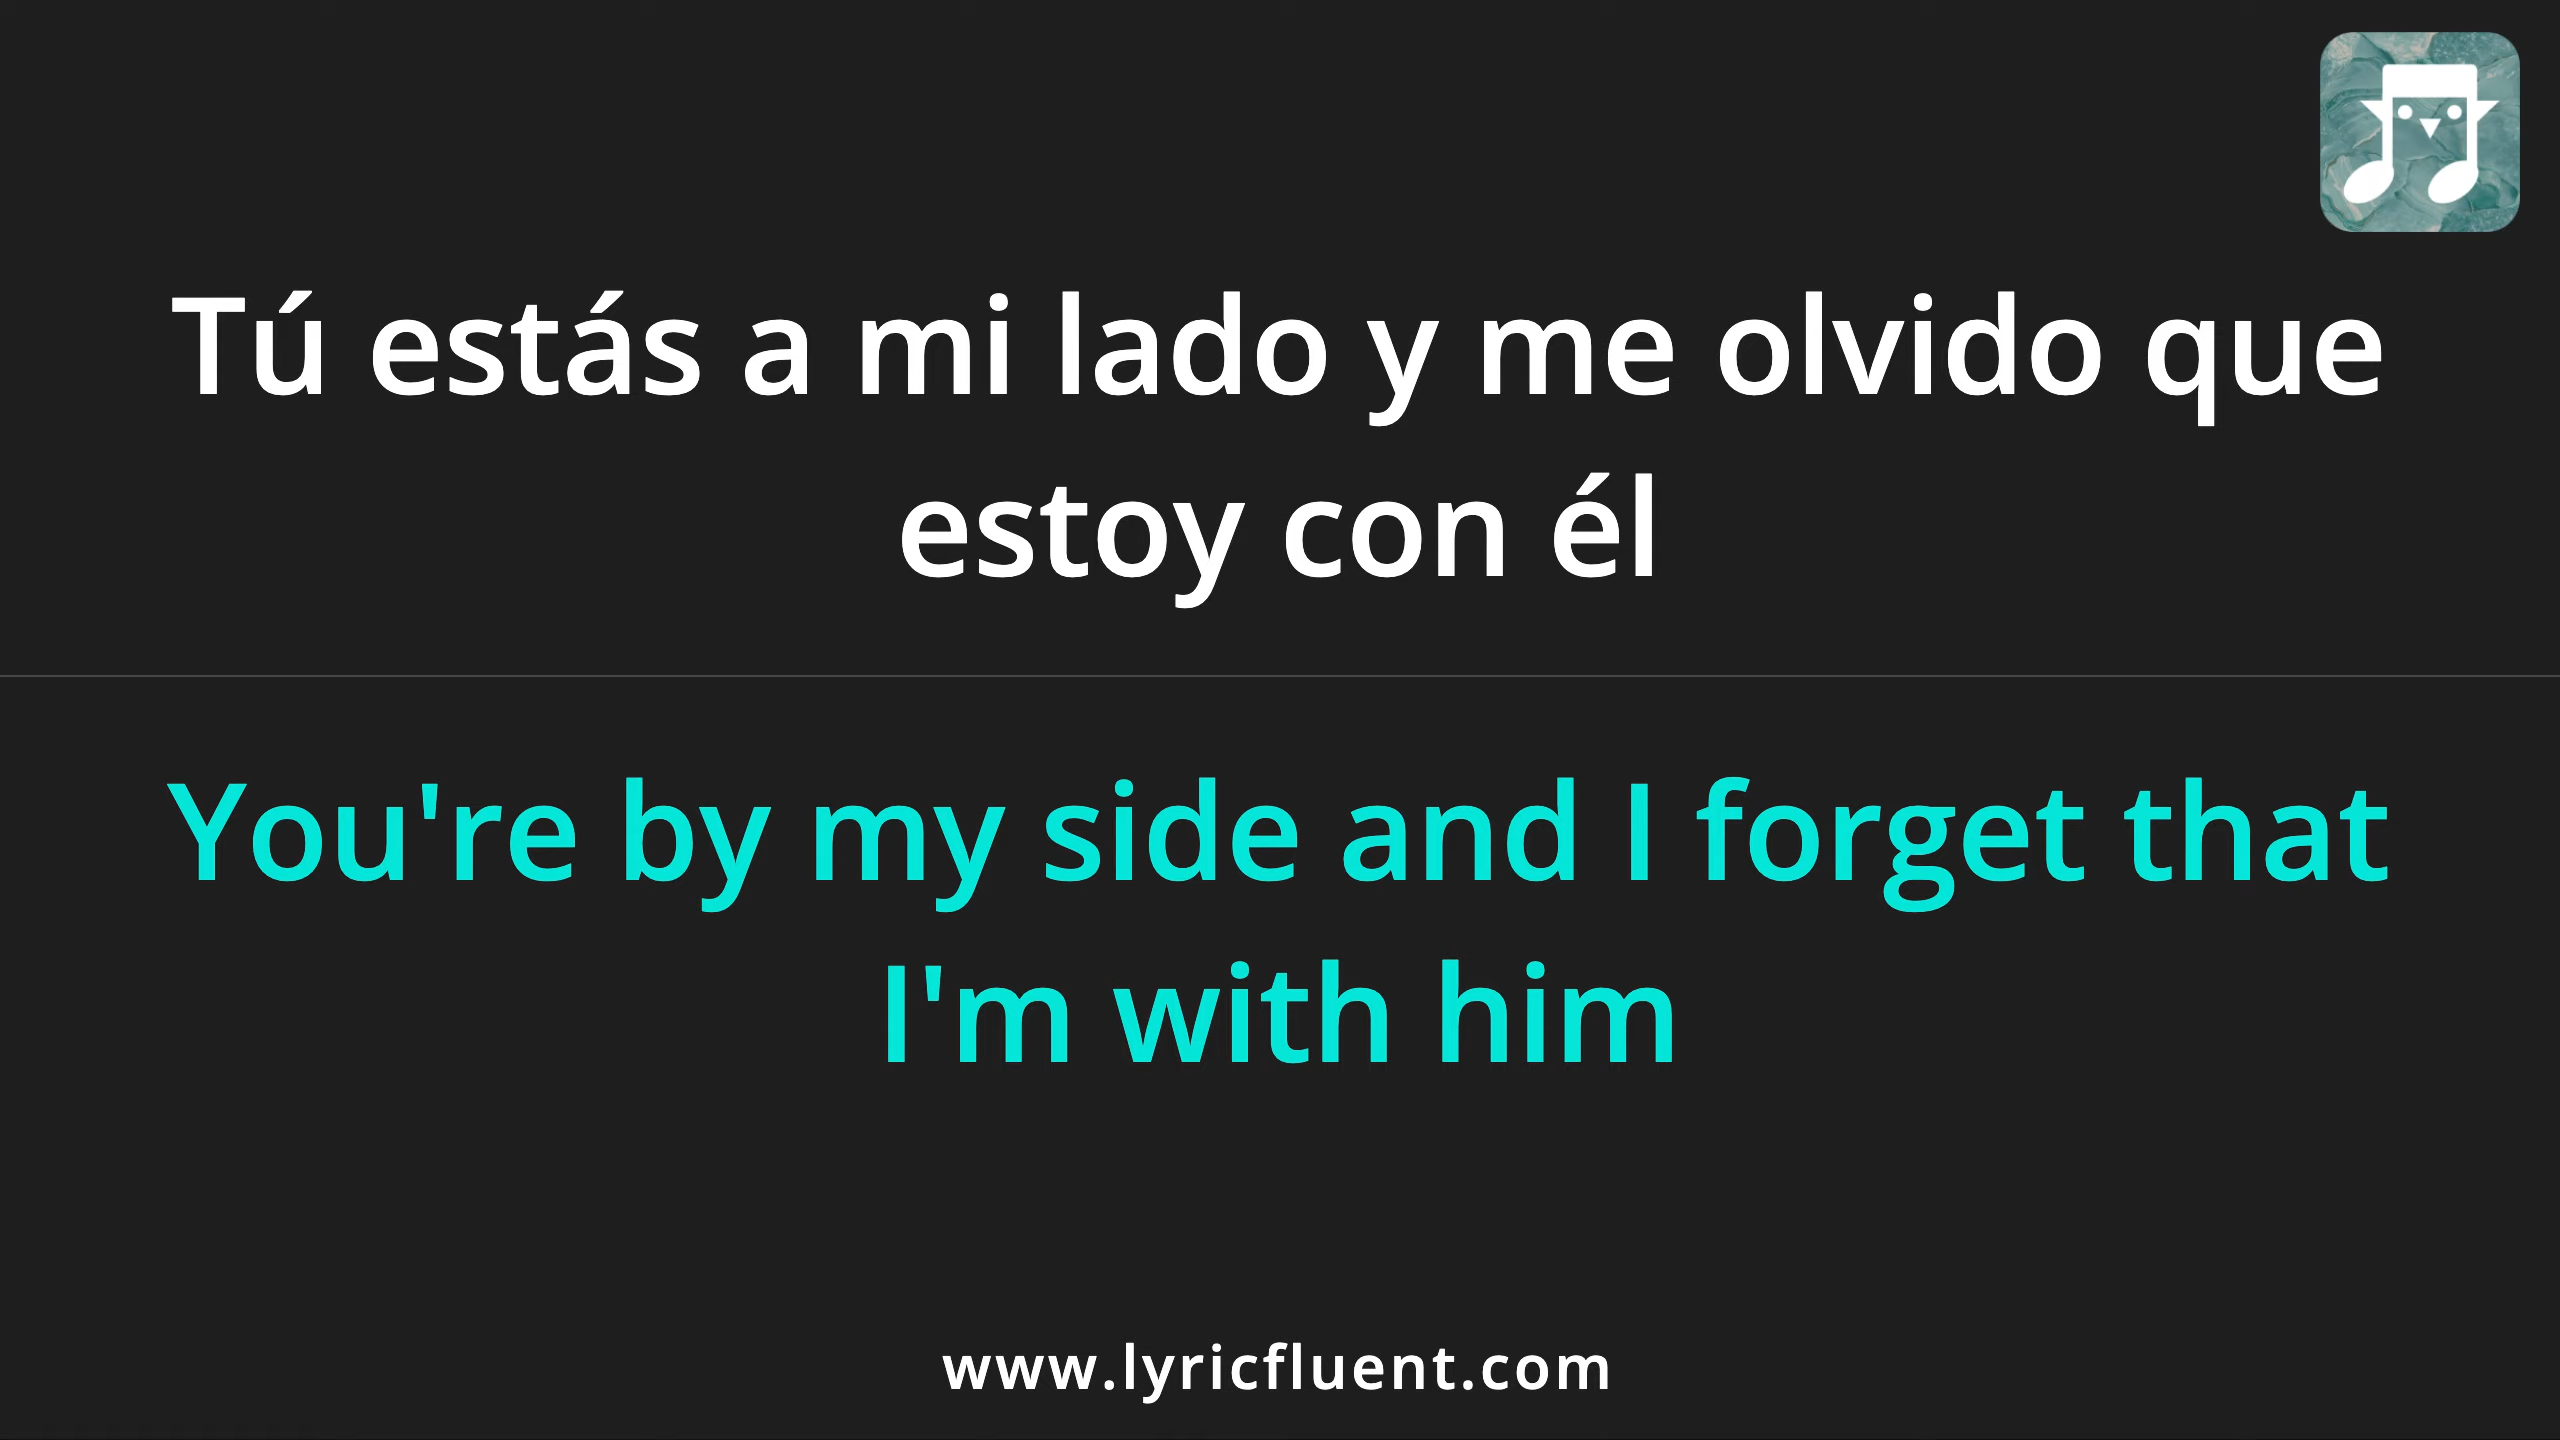 Tú estás a mi lado y me olvido que
estoy con él
You're by my side and I forget that
I'm with him
www.lyricfluent.com